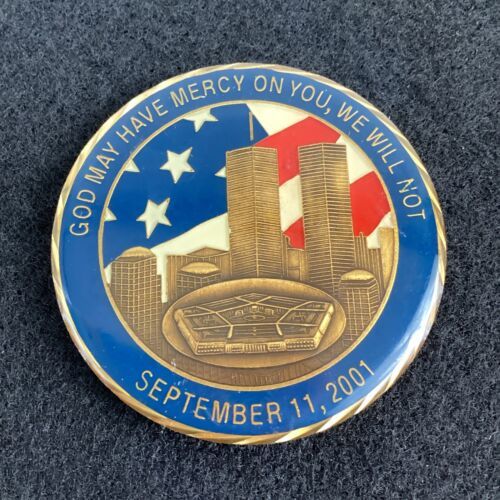 GOD MAY HAVE MERCY ON YOU, WE WILL NOT
SEPTEMBER 11, 2001